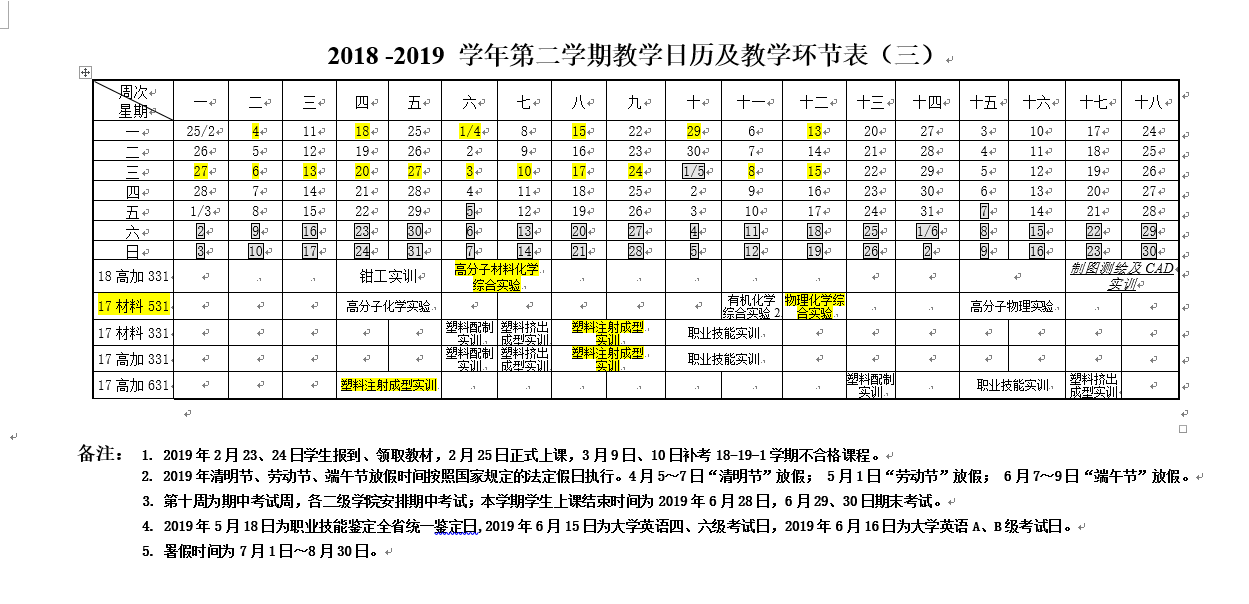 2018 -2019 学年第二学期教学日历及教学环节表（三）
周次 星期 一 二 三 四 五 六 七 八 九 十 十一 十二 十三 十四 十五 十六 十七 十八
一 25/2 4 11 18 25 1/4 8 15 22 29 6 13 20 27 3 10 17 24
二 26 5 12 19 26 2 9 16 23 30 7 14 21 28 4 11 18 25
三 27 6 13 20 27 3 10 17 24 1/5 8 15 22 29 5 12 19 26
四 28 7 14 21 28 4 11 18 25 2 9 16 23 30 6 13 20 27
五 1/3 8 15 22 29 5 12 19 26 3 10 17 24 31 7 14 21 28
六 2 9 16 23 30 6 13 20 27 4 11 18 25 1/6 8 15 22 29
日 3 10 17 24 31 7 14 21 28 5 12 19 26 2 9 16 23 30
18 高加 331 钳工实训 高分子材料化学综合实验 制图测绘及 CAD 实训
17 材料 531 高分子化学实验 有机化学综合实验 2 物理化学综合实验 高分子物理实验
17 材料 331 塑料配制实训 塑料挤出成型实训 塑料注射成型实训 职业技能实训
17 高加 331 塑料配制实训 塑料挤出成型实训 塑料注射成型实训 职业技能实训
17 高加 631 塑料注射成型实训 塑料配制实训 职业技能实训 塑料挤出成型实训
备注： 1. 2019 年 2 月 23、24 日学生报到、领取教材，2 月 25 日正式上课，3 月 9 日、10 日补考 18-19-1 学期不合格课程。
2. 2019 年清明节、劳动节、端午节放假时间按照国家规定的法定假日执行。4 月 5～7 日“清明节”放假； 5 月 1 日“劳动节”放假； 6 月 7～9 日“端午节”放假。
3. 第十周为期中考试周，各二级学院安排期中考试；本学期学生上课结束时间为 2019 年 6 月 28 日，6 月 29、30 日期末考试。
4. 2019 年 5 月 18 日为职业技能鉴定全省统一鉴定日,2019 年 6 月 15 日为大学英语四、六级考试日，2019 年 6 月 16 日为大学英语 A、B 级考试日。
5. 暑假时间为 7 月 1 日～8 月 30 日。